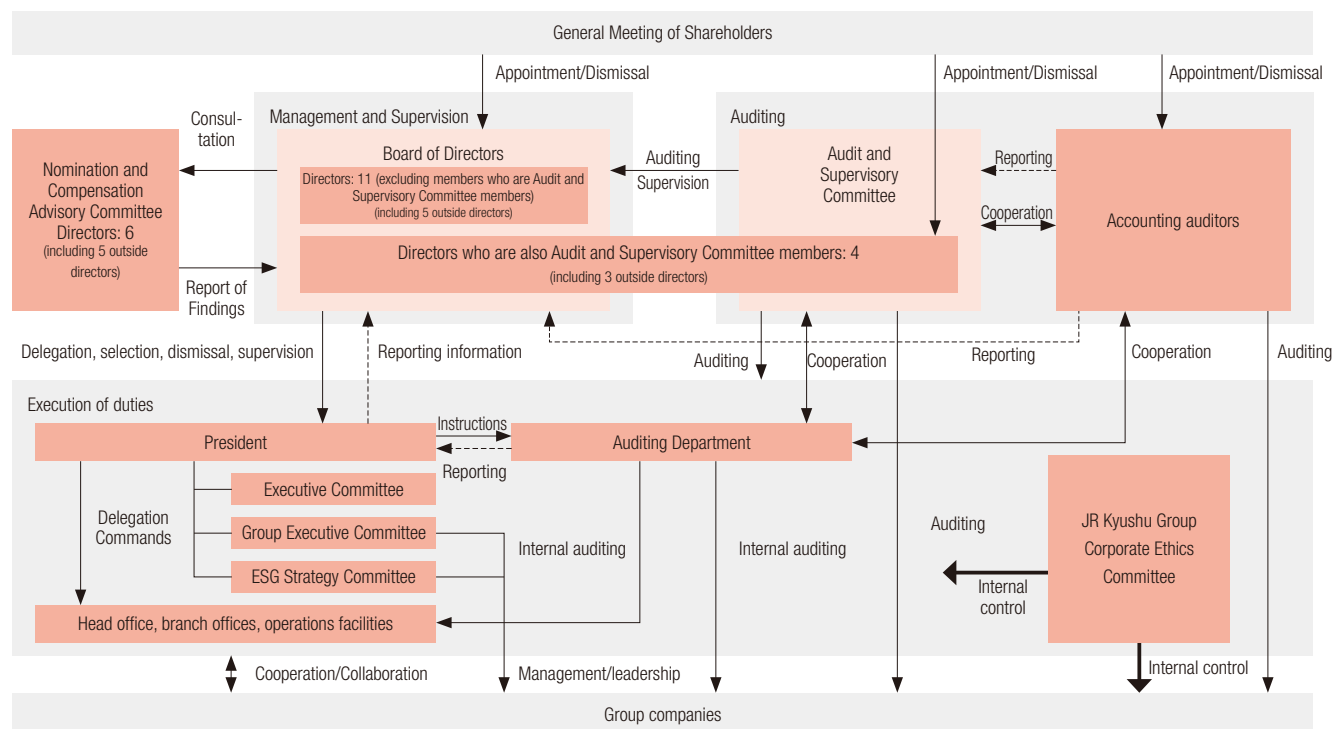 General Meeting of Shareholders
Appointment/Dismissal
Appointment/Dismissal
Appointment/Dismissal
Management and Supervision
Auditing
Consul-
tation
Nomination and
Compensation
Advisory Committee
Directors: 6
(including 5 outside
directors)
Report of
Findings
Board of Directors
Directors: 11 (excluding members who are Audit and
Supervisory Committee members)
(including 5 outside directors)
Auditing
Supervision
Audit and
Supervisory
Committee
Reporting
Cooperation
Accounting auditors
Directors who are also Audit and Supervisory Committee members: 4
(including 3 outside directors)
Delegation, selection, dismissal, supervision
Reporting information
Auditing
Cooperation
Reporting
Cooperation
Auditing
Execution of duties
President
Instructions
Reporting
Auditing Department
Executive Committee
Group Executive Committee
ESG Strategy Committee
Delegation
Commands
Head office, branch offices, operations facilities
Internal auditing
Internal auditing
Auditing
Internal
control
JR Kyushu Group
Corporate Ethics
Committee
Cooperation/Collaboration
Management/leadership
Internal control
Group companies